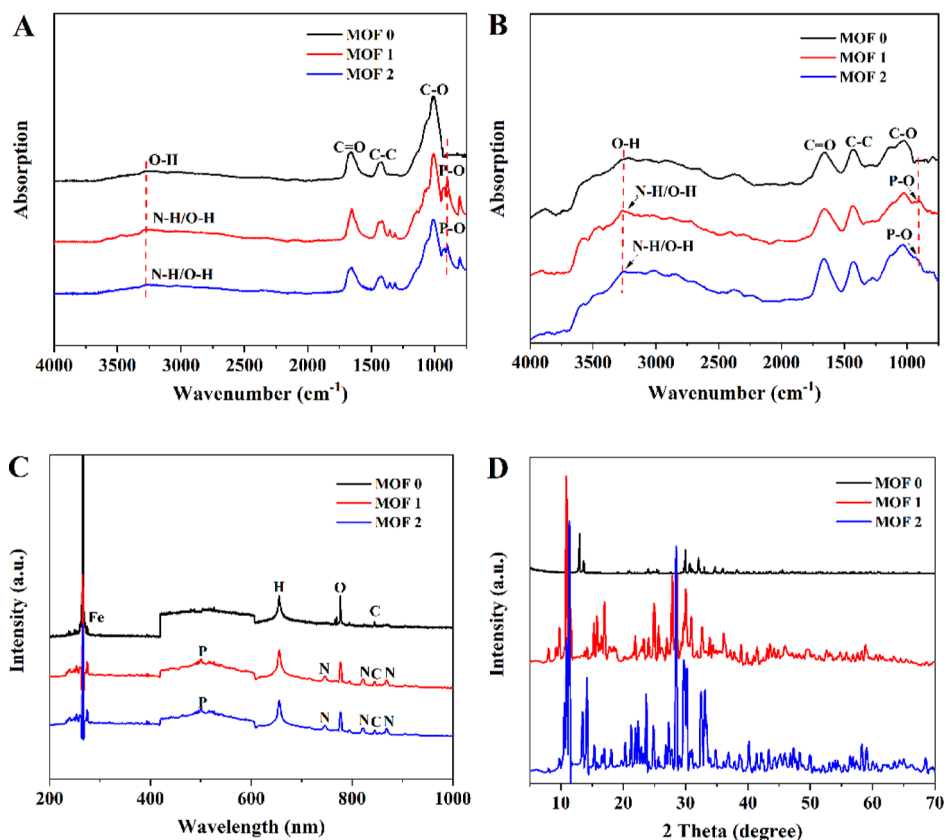 A
MOF 0
MOF 1
MOF 2
C-O
C=O
C-C
O-H
P-O
N-H/O-H
P-O
N-H/O-H
Absorption
4000 3500 3000 2500 2000 1500 1000
Wavenumber (cm-1)
B
MOF 0
MOF 1
MOF 2
O-H
C=O
C-C
C-O
N-H/O-H
P-O
N-H/O-H
P-O
Absorption
4000 3500 3000 2500 2000 1500 1000
Wavenumber (cm-1)
C
MOF 0
MOF 1
MOF 2
H
O
Fe
C
P
N
N C N
P
N
N C N
Intensity (a.u.)
200 400 600 800 1000
Wavelength (nm)
D
MOF 0
MOF 1
MOF 2
Intensity (a.u.)
10 20 30 40 50 60 70
2 Theta (degree)